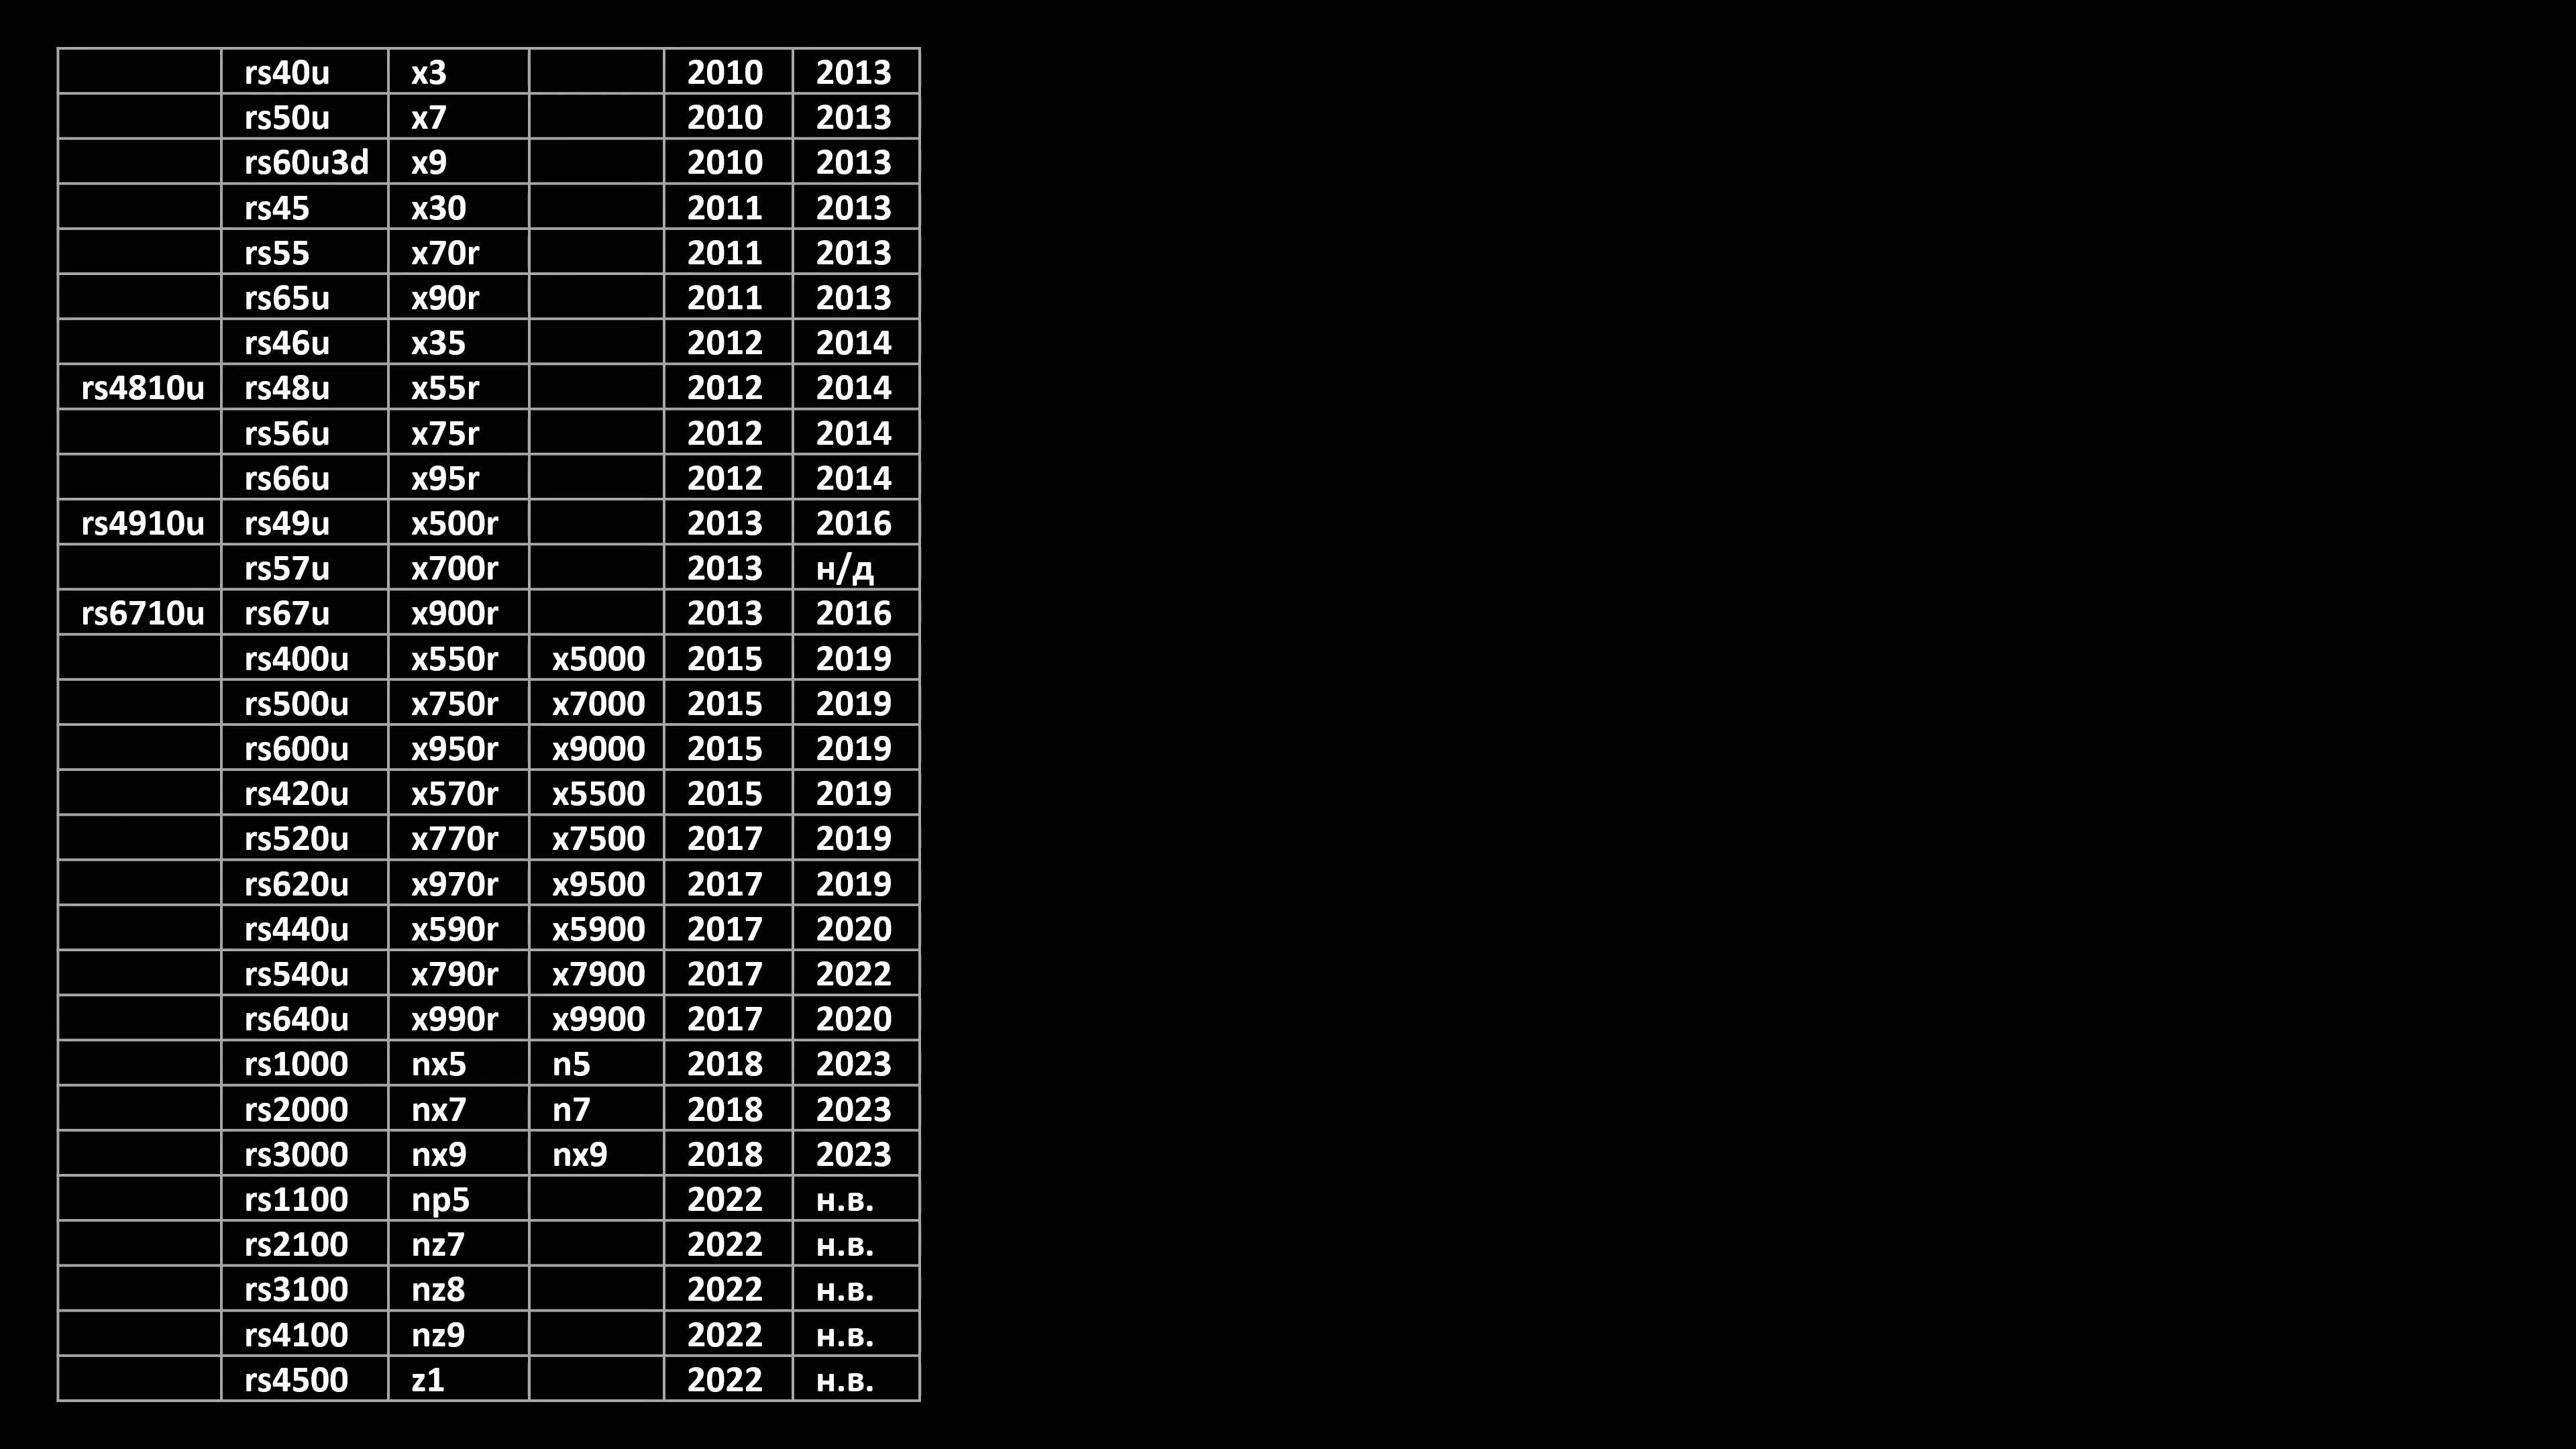 rs40u x3 2010 2013
rs50u x7 2010 2013
rs60u3d x9 2010 2013
rs45 x30 2011 2013
rs55 x70r 2011 2013
rs65u x90r 2011 2013
rs46u x35 2012 2014
rs4810u rs48u x55r 2012 2014
rs56u x75r 2012 2014
rs66u x95r 2012 2014
rs4910u rs49u x500r 2013 2016
rs57u x700r 2013 н/д
rs6710u rs67u x900r 2013 2016
rs400u x550r x5000 2015 2019
rs500u x750r x7000 2015 2019
rs600u x950r x9000 2015 2019
rs420u x570r x5500 2015 2019
rs520u x770r x7500 2017 2019
rs620u x970r x9500 2017 2019
rs440u x590r x5900 2017 2020
rs540u x790r x7900 2017 2022
rs640u x990r x9900 2017 2020
rs1000 nx5 n5 2018 2023
rs2000 nx7 n7 2018 2023
rs3000 nx9 nx9 2018 2023
rs1100 np5 2022 н.в.
rs2100 nz7 2022 н.в.
rs3100 nz8 2022 н.в.
rs4100 nz9 2022 н.в.
rs4500 z1 2022 н.в.